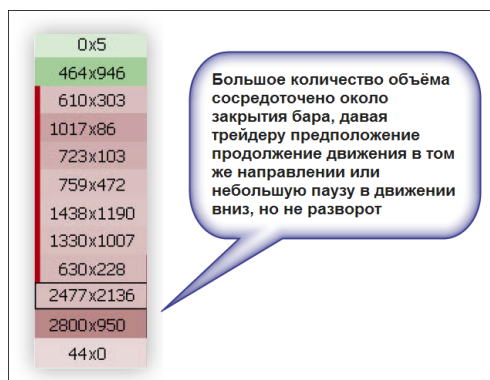 0x5
464x946
610x303
1017x86
723x103
759x472
1438x1190
1330x1007
630x228
2477x2136
2800x950
44x0
Большое количество объёма
сосредоточено около
закрытия бара, давая
трейдеру предположение
продолжение движения в том
же направлении или
небольшую паузу в движении
вниз, но не разворот